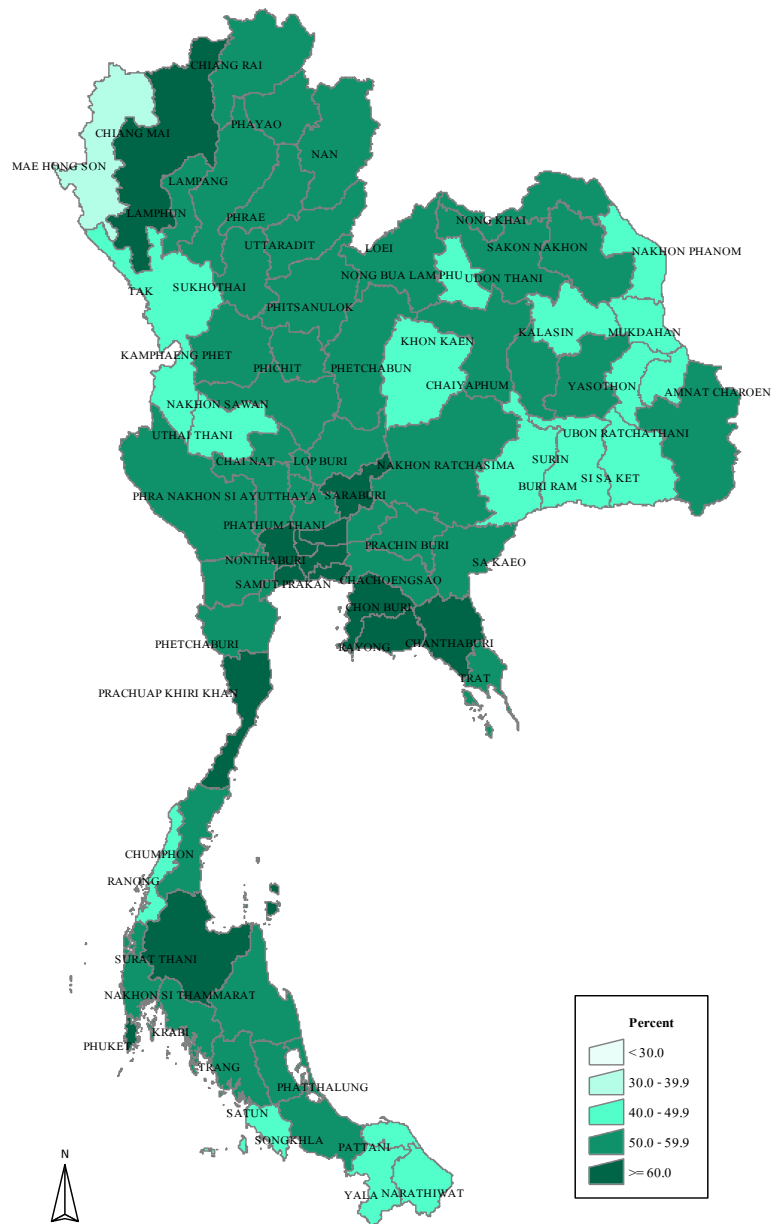 CHIANG RAI
PHAYAO
CHIANG MAI
NAN
MAE HONG SON
LAMPANG
LAMPHUN
PHRAE
NONG KHAI
UTTARADIT
LOEI
SAKON NAKHON
NAKHON PHANOM
NONG BUA LAM PHU
UDON THANI
TAK
SUKHOTHAI
PHITSANULOK
KALASIN
MUKDAHAN
KHON KAEN
KAMPHAENG PHET
PHICHIT
PHETCHABUN
CHAIYAPHUM
YASOTHON
AMNAT CHAROEN
NAKHON SAWAN
UTHAI THANI
UBON RATCHATHANI
CHAI NAT
LOP BURI
NAKHON RATCHASIMA
SURIN
SI SA KET
BURI RAM
PHRA NAKHON SI AYUTTHAYA
SARABURI
PHATHUM THANI
PRACHIN BURI
NONTHABURI
SA KAEO
SAMUT PRAKAN
CHACHOENGSAO
CHON BURI
PHETCHABURI
RAYONG
CHANTHABURI
TRAT
PRACHUAP KHIRI KHAN
CHUMPHON
RANONG
SURAT THANI
NAKHON SI THAMMARAT
KRABI
PHUKET
TRANG
PHATTHALUNG
SATUN
SONGKHLA
PATTANI
YALA
NARATHIWAT
Percent
< 30.0
30.0 - 39.9
40.0 - 49.9
50.0 - 59.9
>= 60.0
N